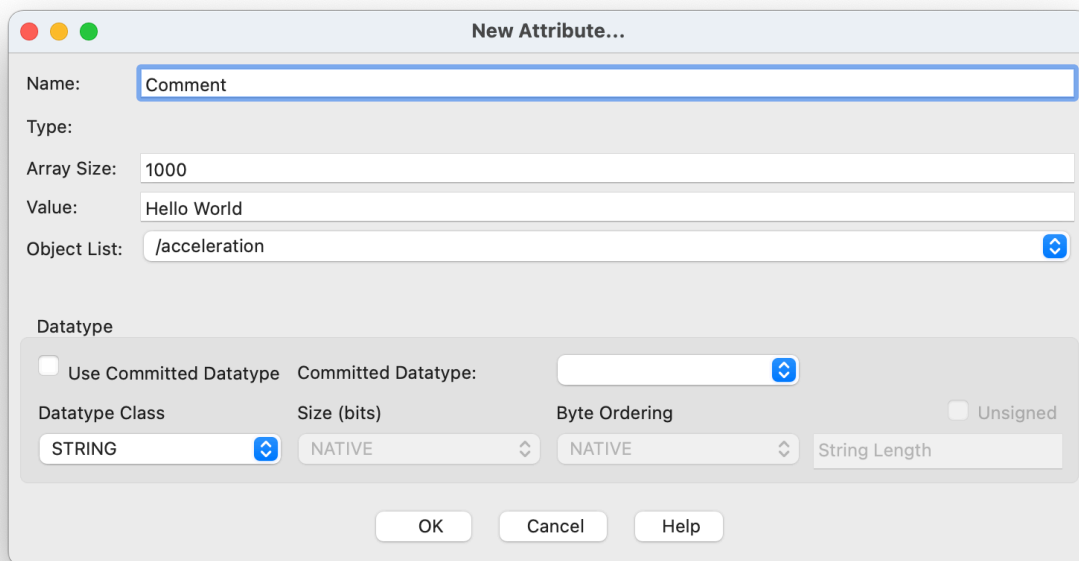 New Attribute...
Name: Comment
Type:
Array Size: 1000
Value: Hello World
Object List: /acceleration
Datatype
Use Committed Datatype Committed Datatype:
Datatype Class Size (bits) Byte Ordering Unsigned
STRING NATIVE NATIVE String Length
OK Cancel Help